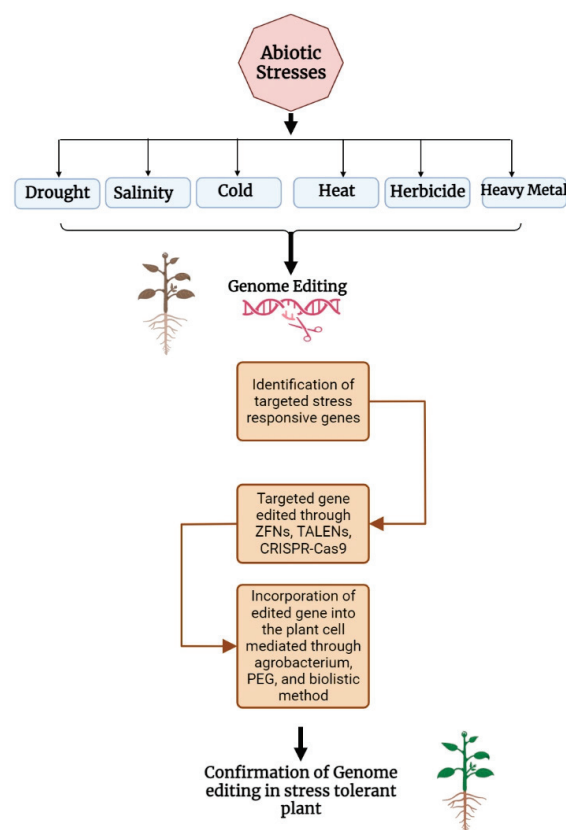 Abiotic
Stresses
Drought Salinity Cold Heat Herbicide Heavy Metal
Genome Editing
Identification of
targeted stress
responsive genes
Targeted gene
edited through
ZFNs, TALENs,
CRISPR-Cas9
Incorporation of
edited gene into
the plant cell
mediated through
agrobacterium,
PEG, and biolistic
method
Confirmation of Genome
editing in stress tolerant
plant